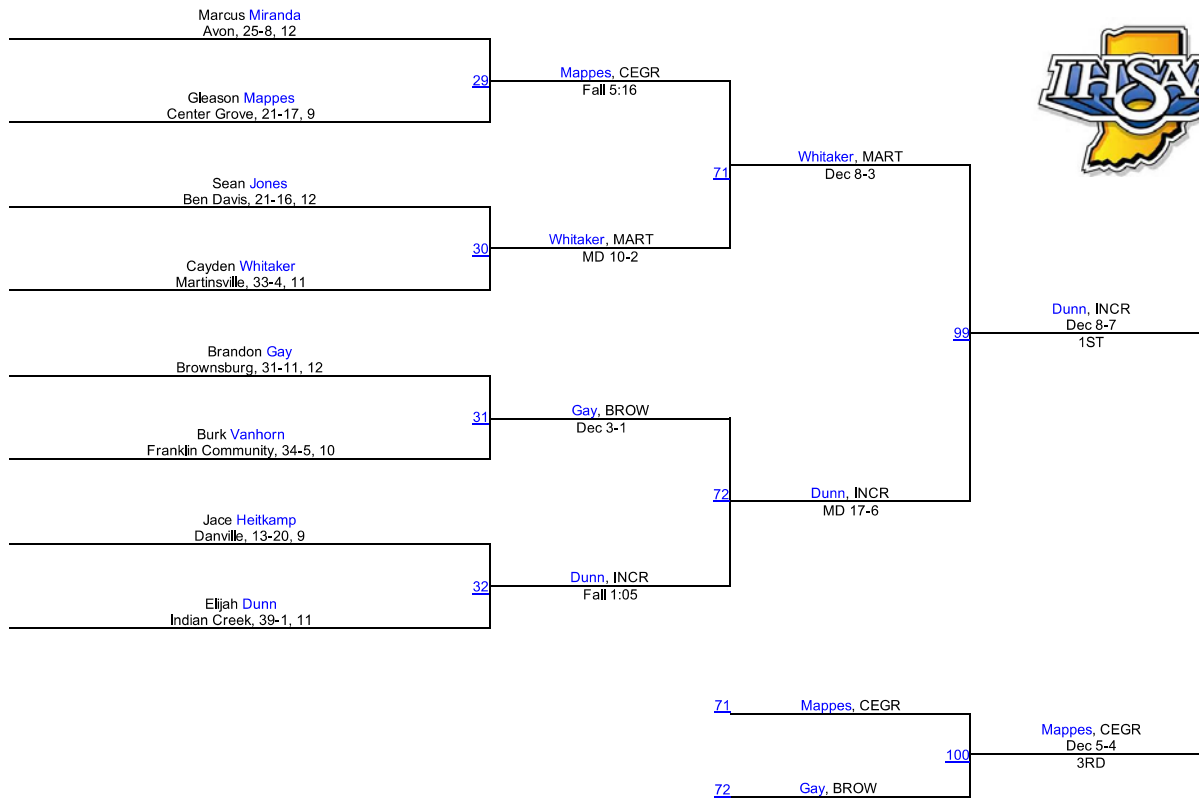 Marcus Miranda
Avon, 25-8, 12
29
Mappes, CEGR
Fall 5:16
Gleason Mappes
Center Grove, 21-17, 9
IHSAA
71
Whitaker, MART
Dec 8-3
Sean Jones
Ben Davis, 21-16, 12
30
Whitaker, MART
MD 10-2
Cayden Whitaker
Martinsville, 33-4, 11
99
Dunn, INCR
Dec 8-7
1ST
Brandon Gay
Brownsburg, 31-11, 12
31
Gay, BROW
Dec 3-1
Burk Vanhorn
Franklin Community, 34-5, 10
72
Dunn, INCR
MD 17-6
Jace Heitkamp
Danville, 13-20, 9
32
Dunn, INCR
Fall 1:05
Elijah Dunn
Indian Creek, 39-1, 11
71
Mappes, CEGR
100
Mappes, CEGR
Dec 5-4
3RD
72
Gay, BROW